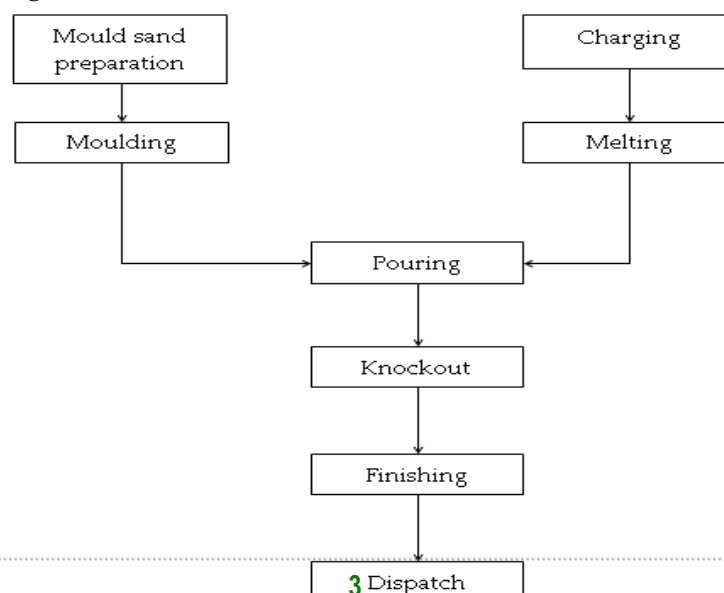 Mould sand
preparation
Charging
Moulding
Melting
Pouring
Knockout
Finishing
3 Dispatch